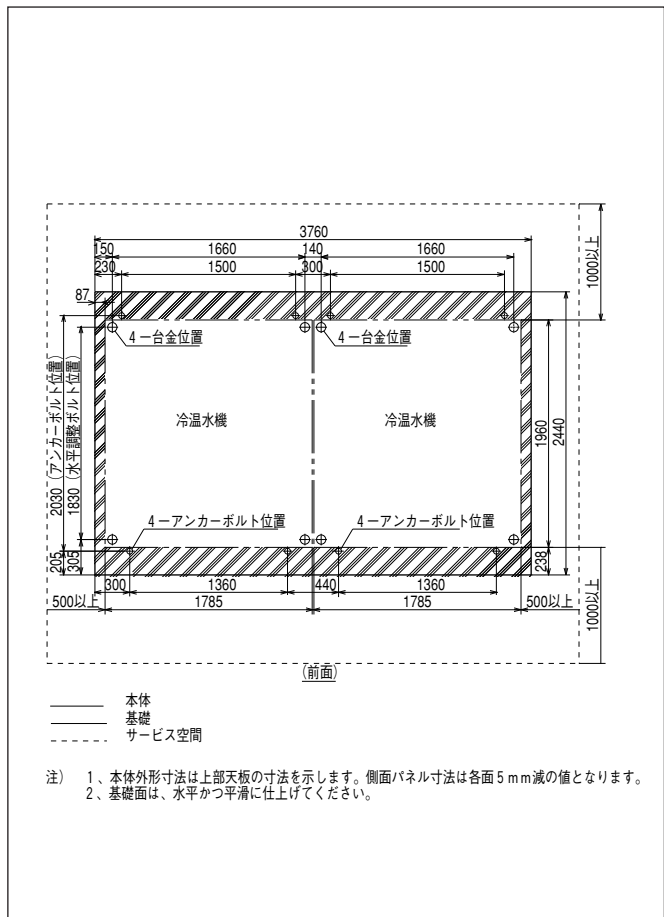 3760
150
1660
140
1660
230
1500
300
1500
87
1000以上
4－台金位置
4－台金位置
2030（アンカーボルト位置）
1830（水平調整ボルト位置）
冷温水機
冷温水機
1960
2440
4－アンカーボルト位置
4－アンカーボルト位置
205
305
238
300
1360
440
1360
500以上
1785
1785
500以上
1000以上
(前面)
本体
基礎
サービス空間
注） 1、本体外形寸法は上部天板の寸法を示します。側面パネル寸法は各面5mm減の値となります。
2、基礎面は、水平かつ平滑に仕上げてください。